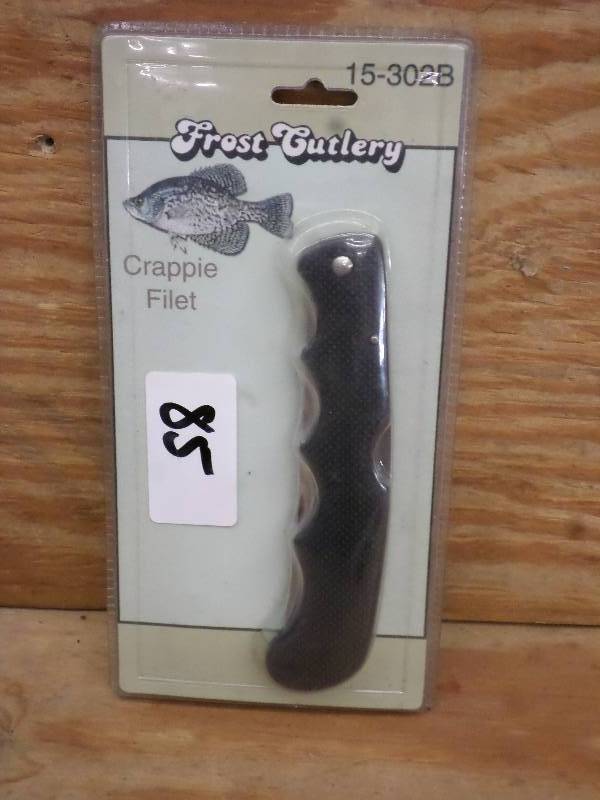 15-302B
Frost Cutlery
Crappie
Filet
85